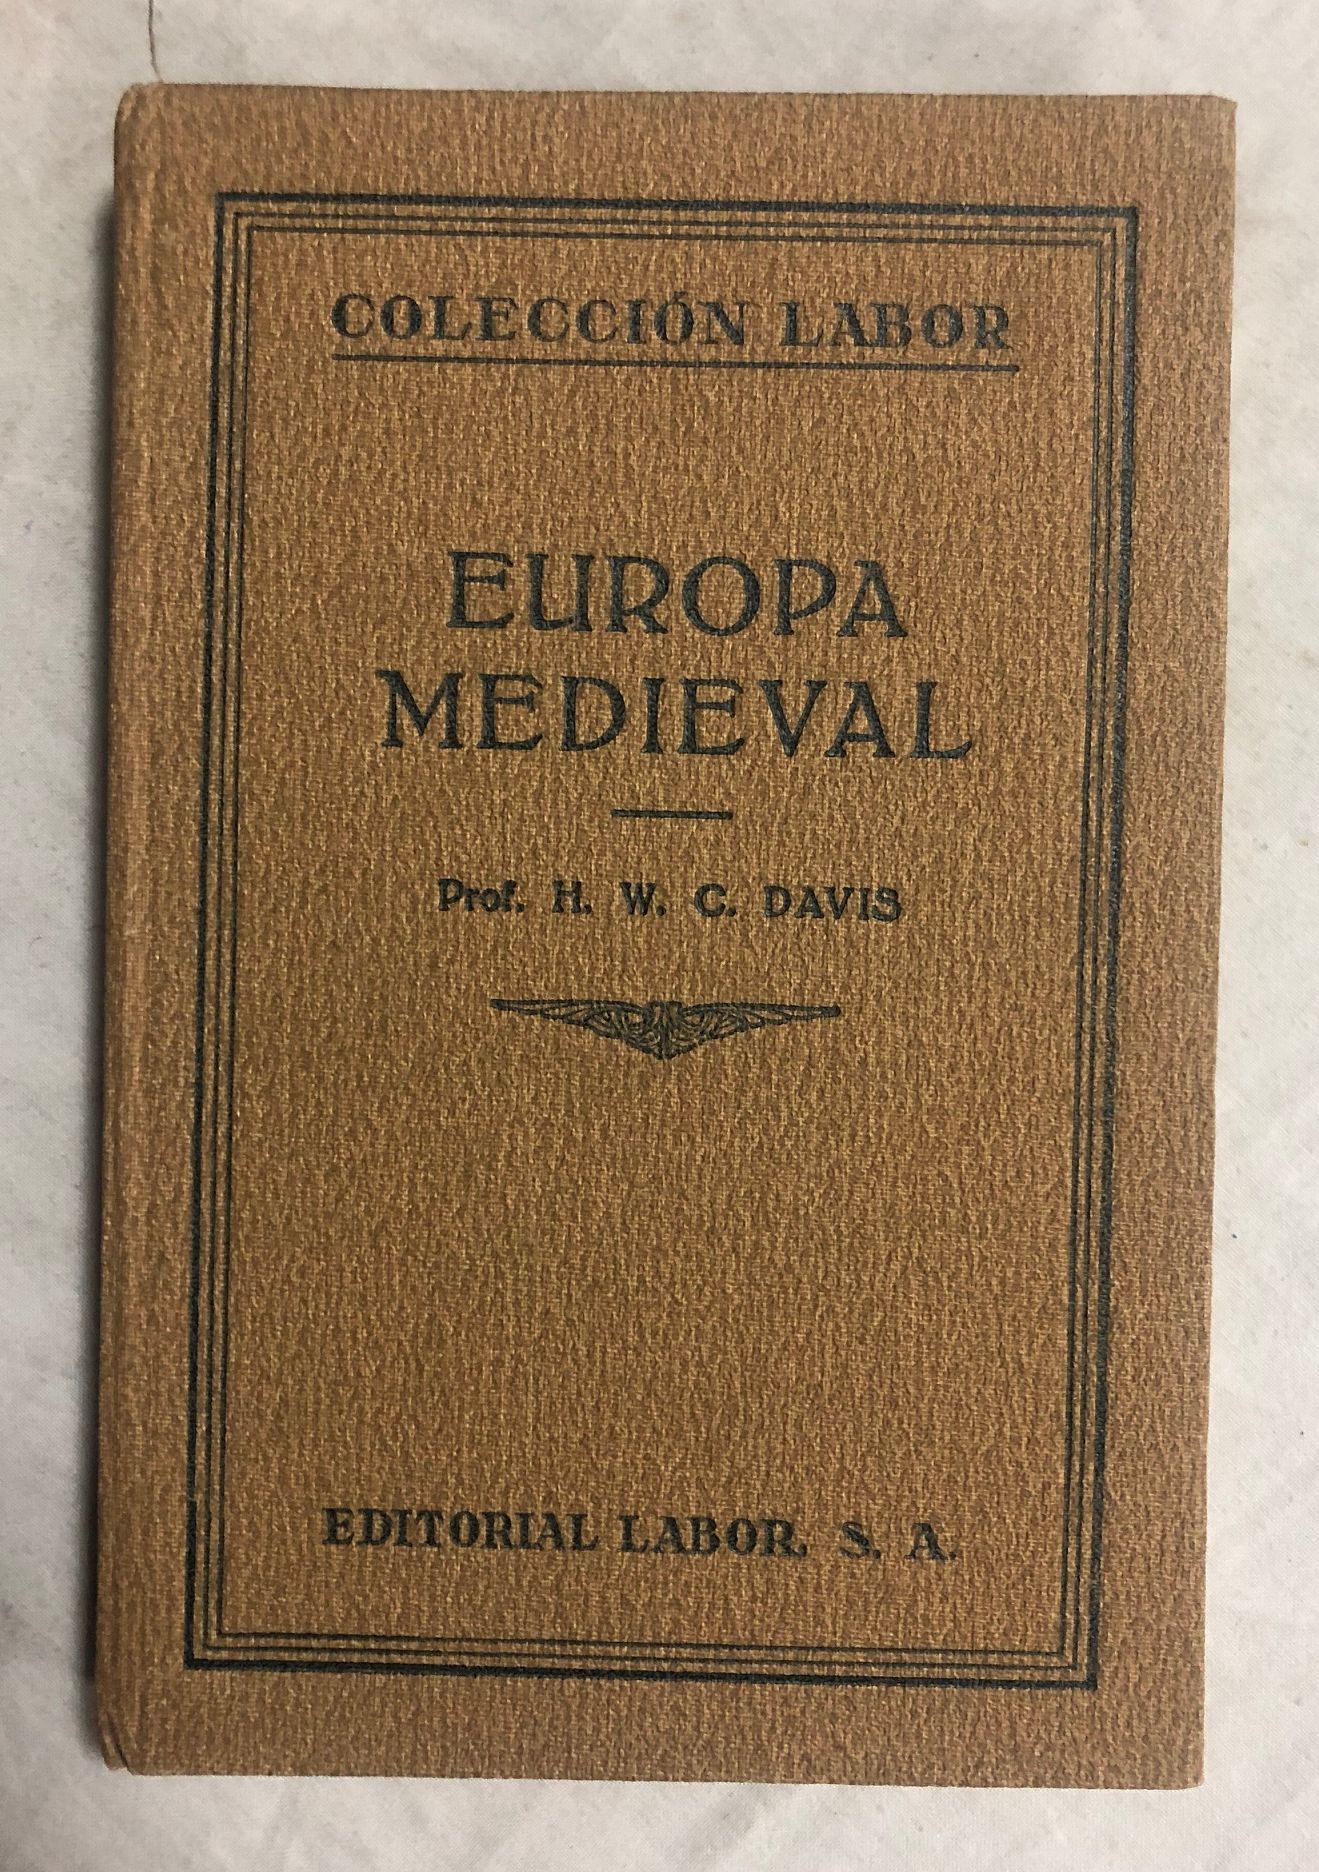 COLECCIÓN LABOR
EUROPA
MEDIEVAL
Prof. H. W. C. DAVIS
EDITORIAL LABOR, S. A.